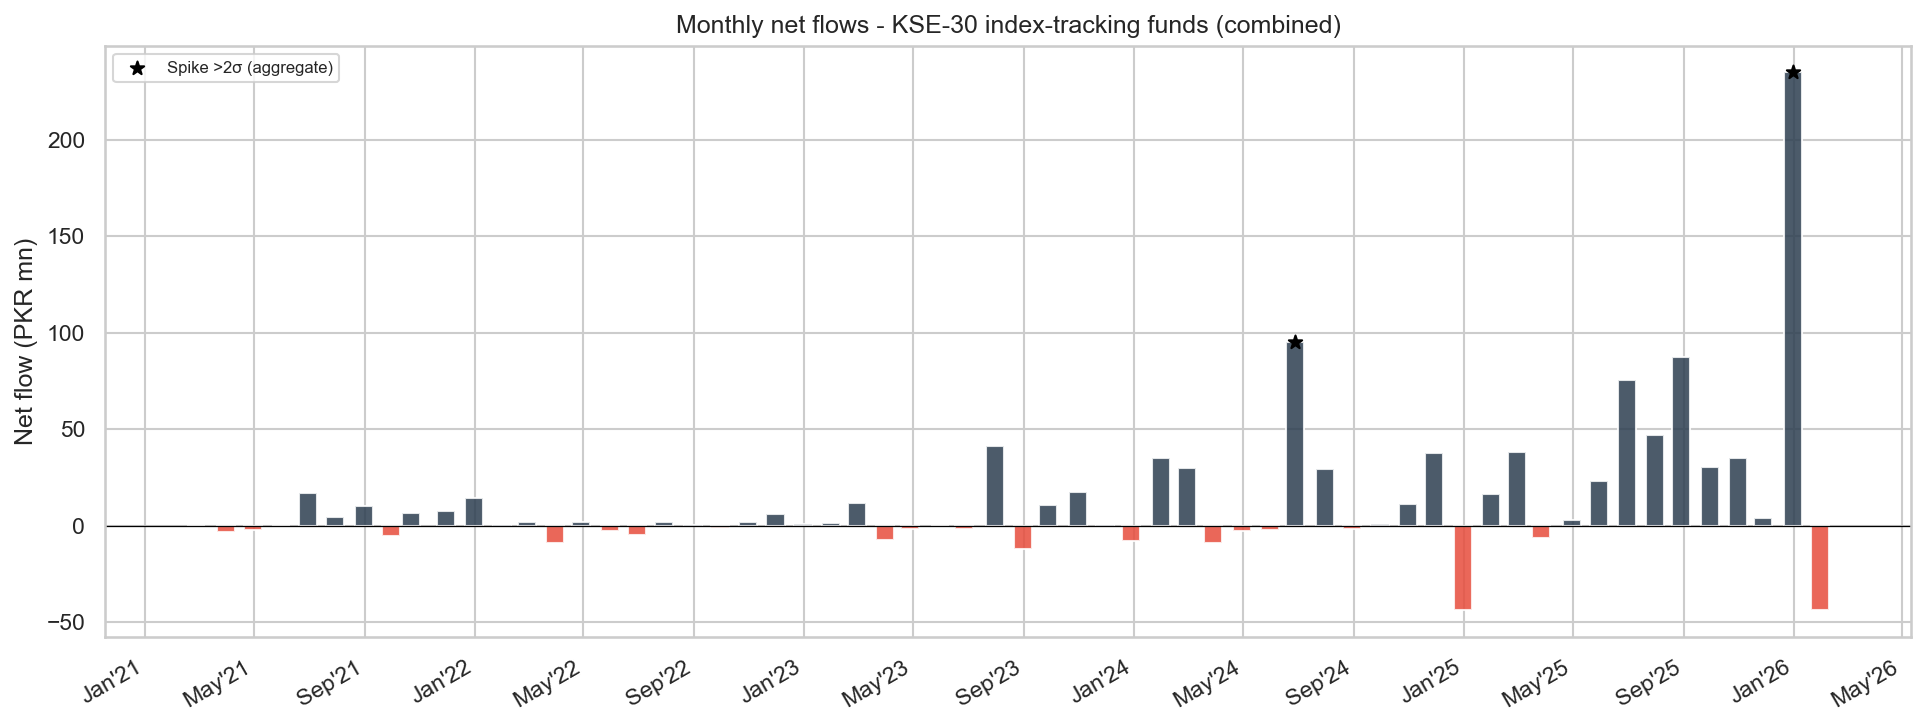 Monthly net flows - KSE-30 index-tracking funds (combined)
Spike >2σ (aggregate)
Net flow (PKR mn)
200
150
100
50
0
−50
Jan'21
May'21
Sep'21
Jan'22
May'22
Sep'22
Jan'23
May'23
Sep'23
Jan'24
May'24
Sep'24
Jan'25
May'25
Sep'25
Jan'26
May'26